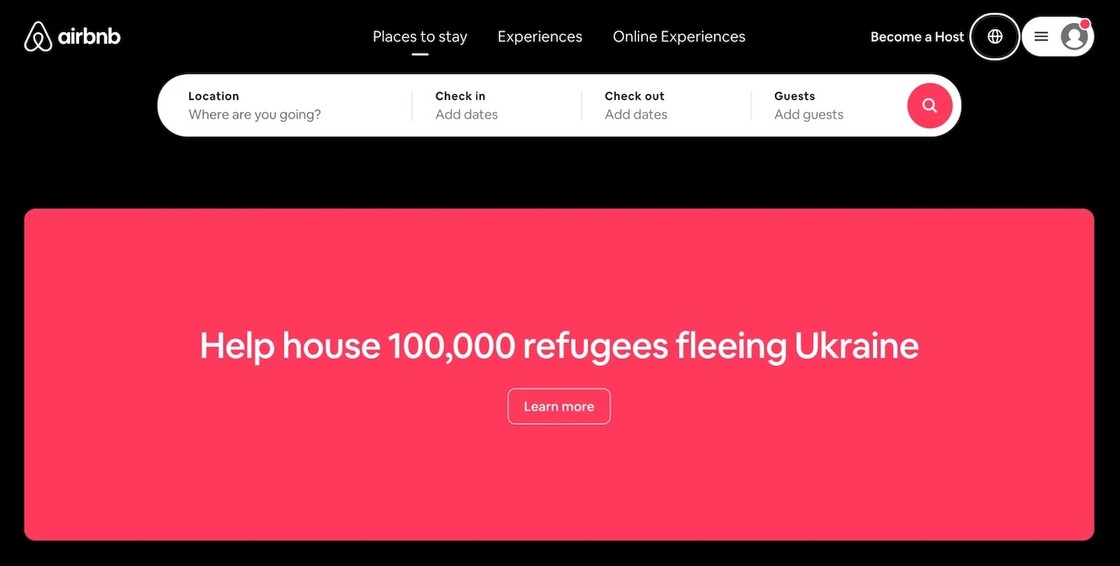 airbnb
Places to stay
Experiences
Online Experiences
Become a Host
Location
Where are you going?
Check in
Add dates
Check out
Add dates
Guests
Add guests
Help house 100,000 refugees fleeing Ukraine
Learn more